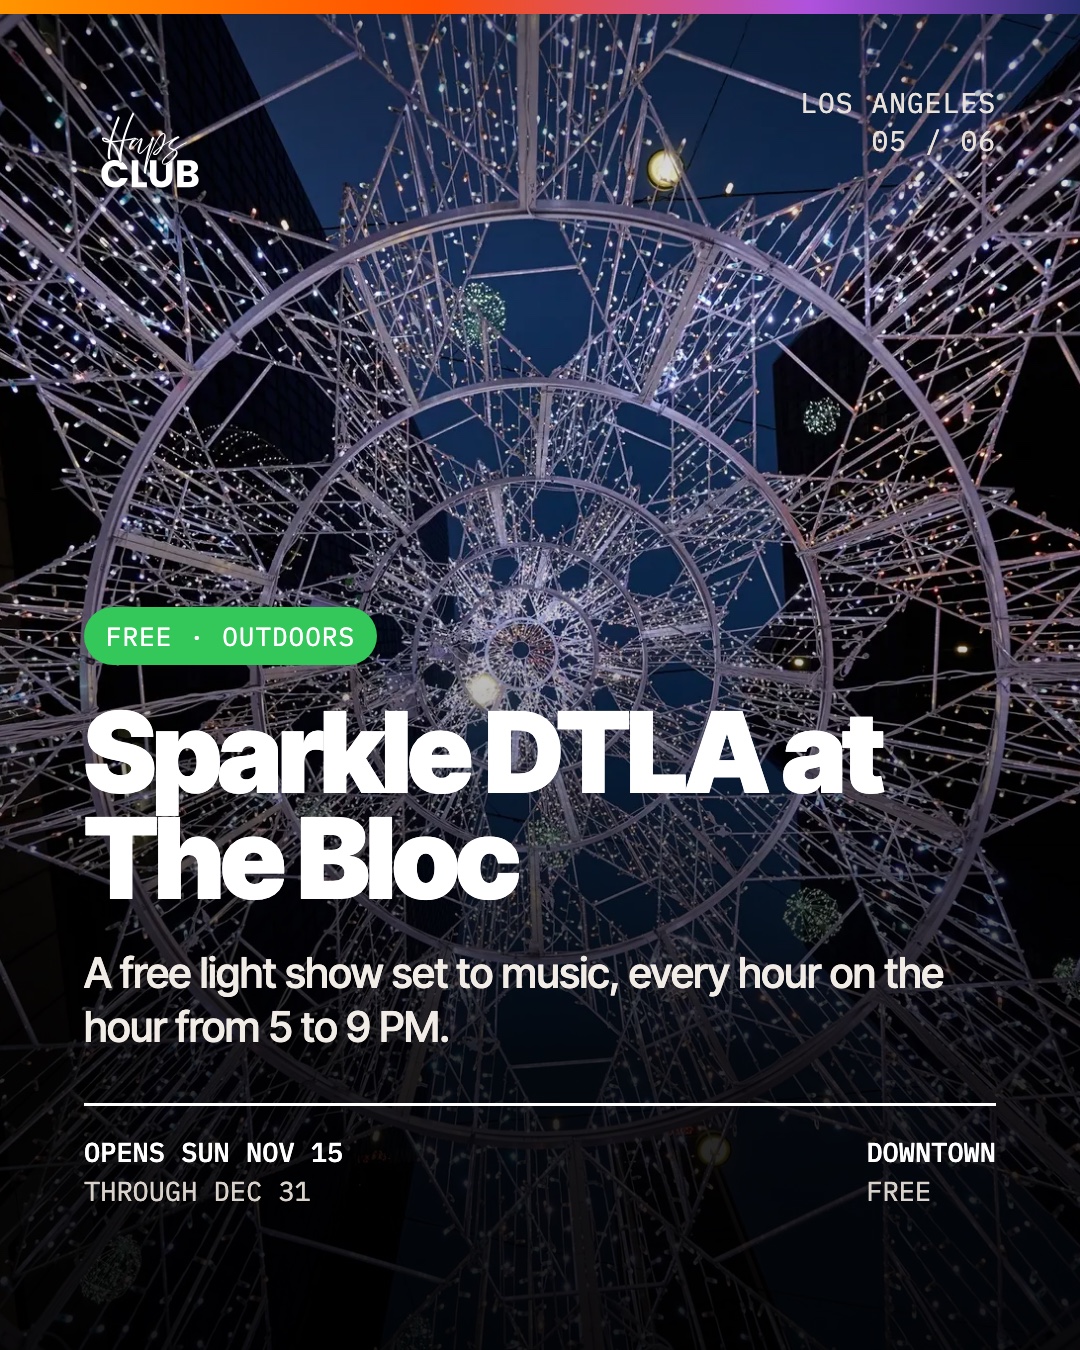 Haps
CLUB
LOS ANGELES
05 / 06
FREE · OUTDOORS
Sparkle DTLA at
The Bloc
A free light show set to music, every hour on the
hour from 5 to 9 PM.
OPENS SUN NOV 15
THROUGH DEC 31
DOWNTOWN
FREE